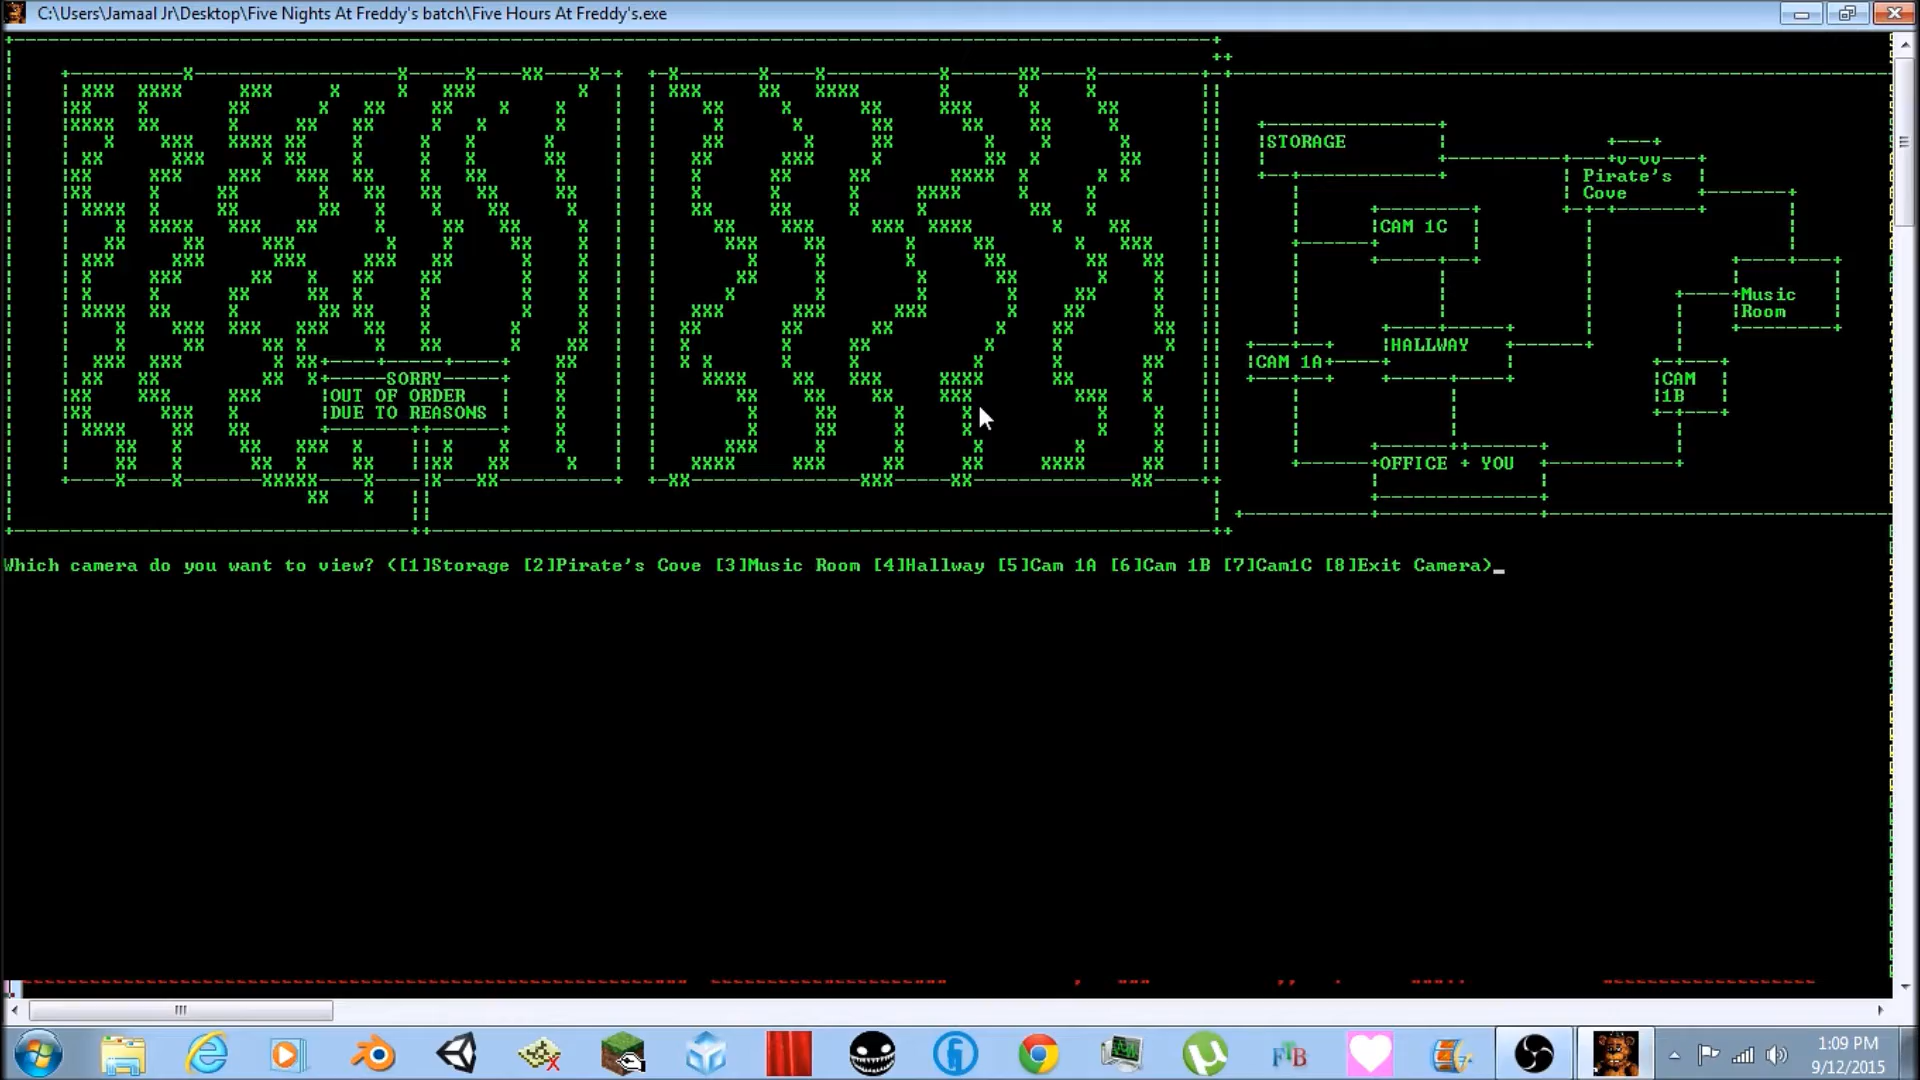 C:\Users\Jamaal Jr\Desktop\Five Nights At Freddy's batch\Five Hours At Freddy's.exe
STORAGE
Pirate's
Cove
CAM 1C
Music
Room
HALLWAY
CAM 1A
CAM
1B
SORRY
OUT OF ORDER
DUE TO REASONS
OFFICE + YOU
Which camera do you want to view? ([1]Storage [2]Pirate's Cove [3]Music Room [4]Hallway [5]Cam 1A [6]Cam 1B [7]Cam1C [8]Exit Camera)_
FTB
1:09 PM
9/12/2015